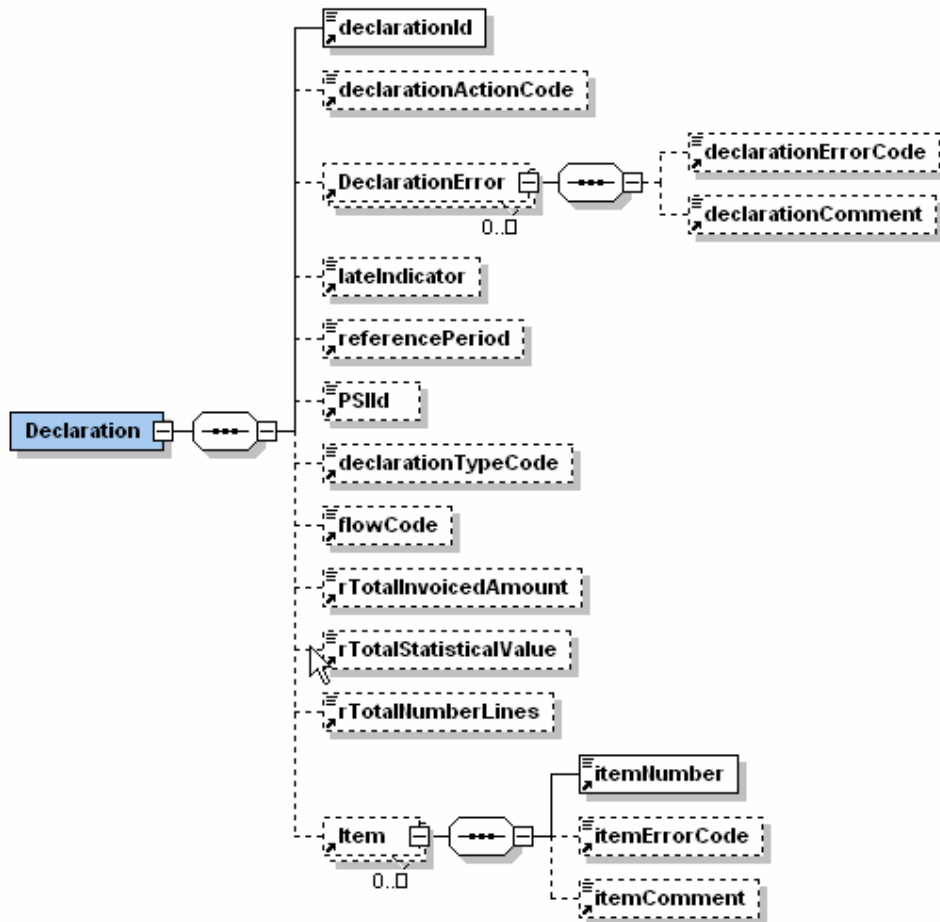 declarationId
declarationActionCode
DeclarationError
declarationErrorCode
declarationComment
0..□
lateIndicator
referencePeriod
PSIId
Declaration
declarationTypeCode
flowCode
rTotalInvoicedAmount
rTotalStatisticalValue
rTotalNumberLines
itemNumber
Item
itemErrorCode
0..□
itemComment